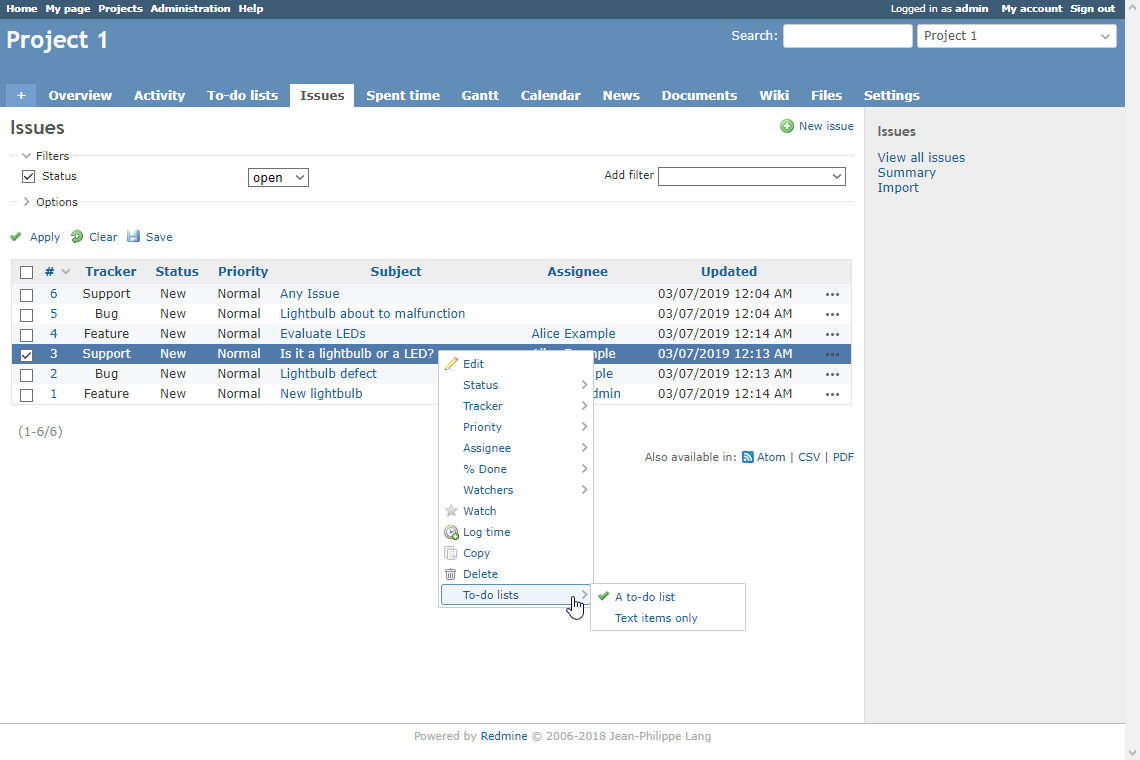 Home My page Projects Administration Help Logged in as admin My account Sign out
Project 1 Search: Project 1
+ Overview Activity To-do lists Issues Spent time Gantt Calendar News Documents Wiki Files Settings
Issues New issue
Filters
Status open Add filter
Options
Apply Clear Save
# Tracker Status Priority Subject Assignee Updated
6 Support New Normal Any Issue 03/07/2019 12:04 AM •••
5 Bug New Normal Lightbulb about to malfunction 03/07/2019 12:04 AM •••
4 Feature New Normal Evaluate LEDs Alice Example 03/07/2019 12:14 AM •••
3 Support New Normal Is it a lightbulb or a LED? 03/07/2019 12:13 AM •••
2 Bug New Normal Lightbulb defect 03/07/2019 12:13 AM •••
1 Feature New Normal New lightbulb 03/07/2019 12:14 AM •••
(1-6/6)
Also available in: Atom | CSV | PDF
Edit
Status
Tracker
Priority
Assignee
% Done
Watchers
Watch
Log time
Copy
Delete
To-do lists
A to-do list
Text items only
Issues
View all issues
Summary
Import
Powered by Redmine © 2006-2018 Jean-Philippe Lang